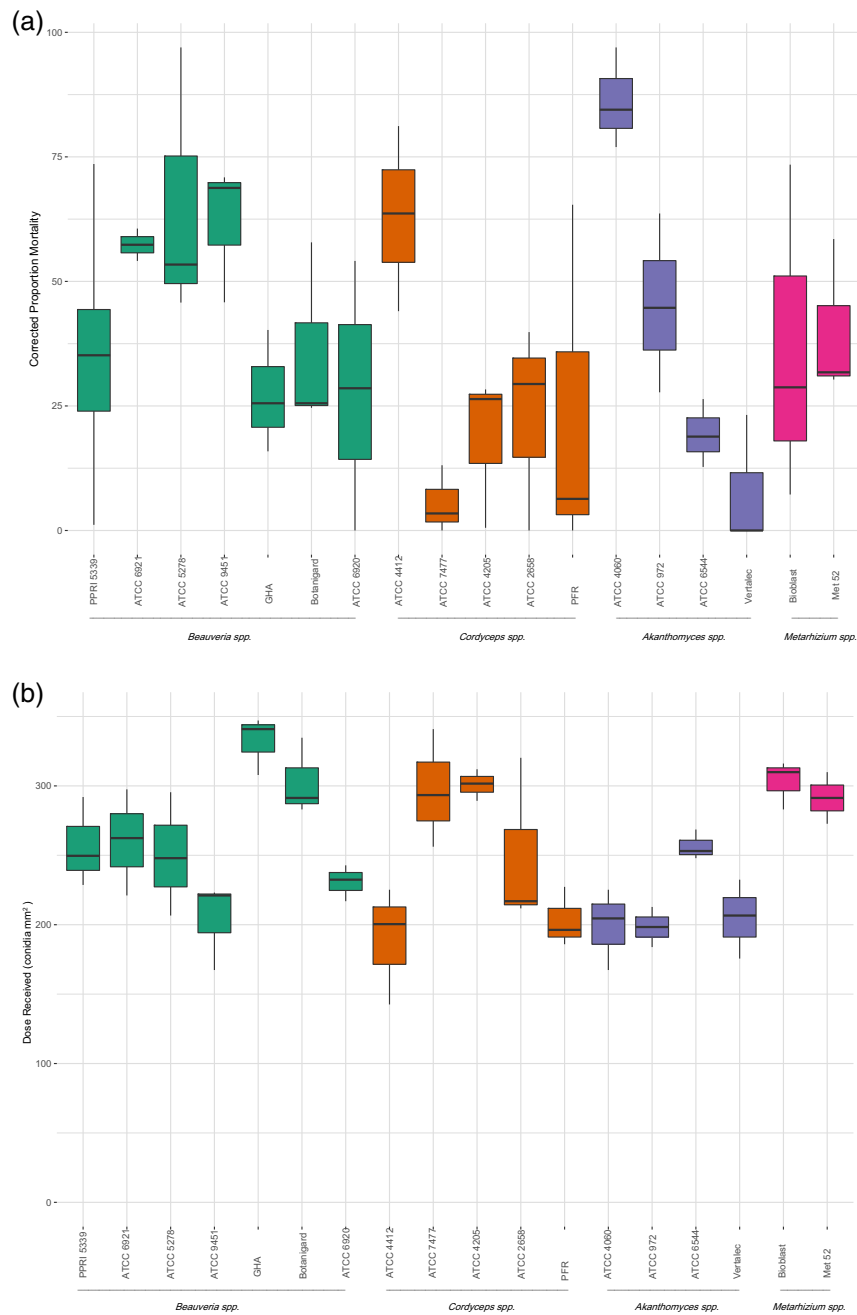 (a)
100
75
50
25
0
Corrected Proportion Mortality
PPRI 5339
ATCC 6921
ATCC 5278
ATCC 9451
GHA
Botanigard
ATCC 6920
ATCC 4412
ATCC 7477
ATCC 4205
ATCC 2658
PFR
ATCC 4060
ATCC 972
ATCC 6544
Vertalec
Bioblast
Met 52
Beauveria spp.
Cordyceps spp.
Akanthomyces spp.
Metarhizium spp.
(b)
300
200
100
0
Dose Received (conidia mm²)
PPRI 5339
ATCC 6921
ATCC 5278
ATCC 9451
GHA
Botanigard
ATCC 6920
ATCC 4412
ATCC 7477
ATCC 4205
ATCC 2658
PFR
ATCC 4060
ATCC 972
ATCC 6544
Vertalec
Bioblast
Met 52
Beauveria spp.
Cordyceps spp.
Akanthomyces spp.
Metarhizium spp.